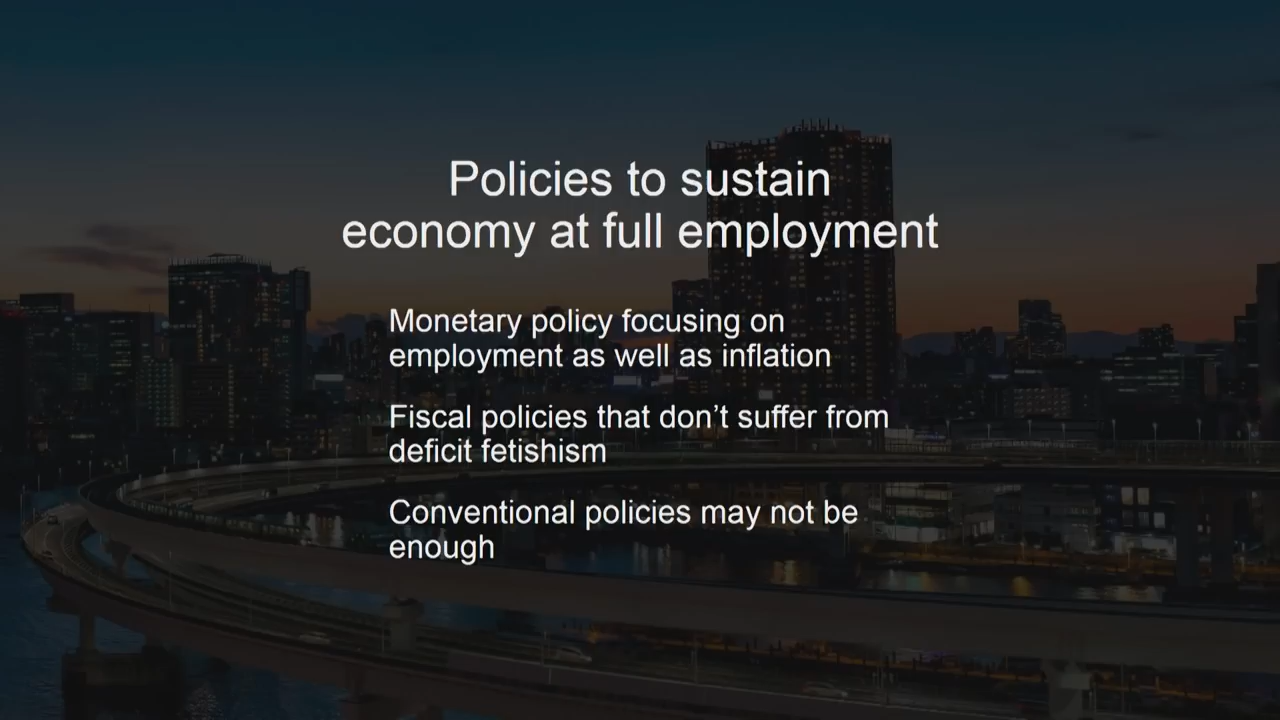 Policies to sustain
economy at full employment
Monetary policy focusing on
employment as well as inflation
Fiscal policies that don’t suffer from
deficit fetishism
Conventional policies may not be
enough